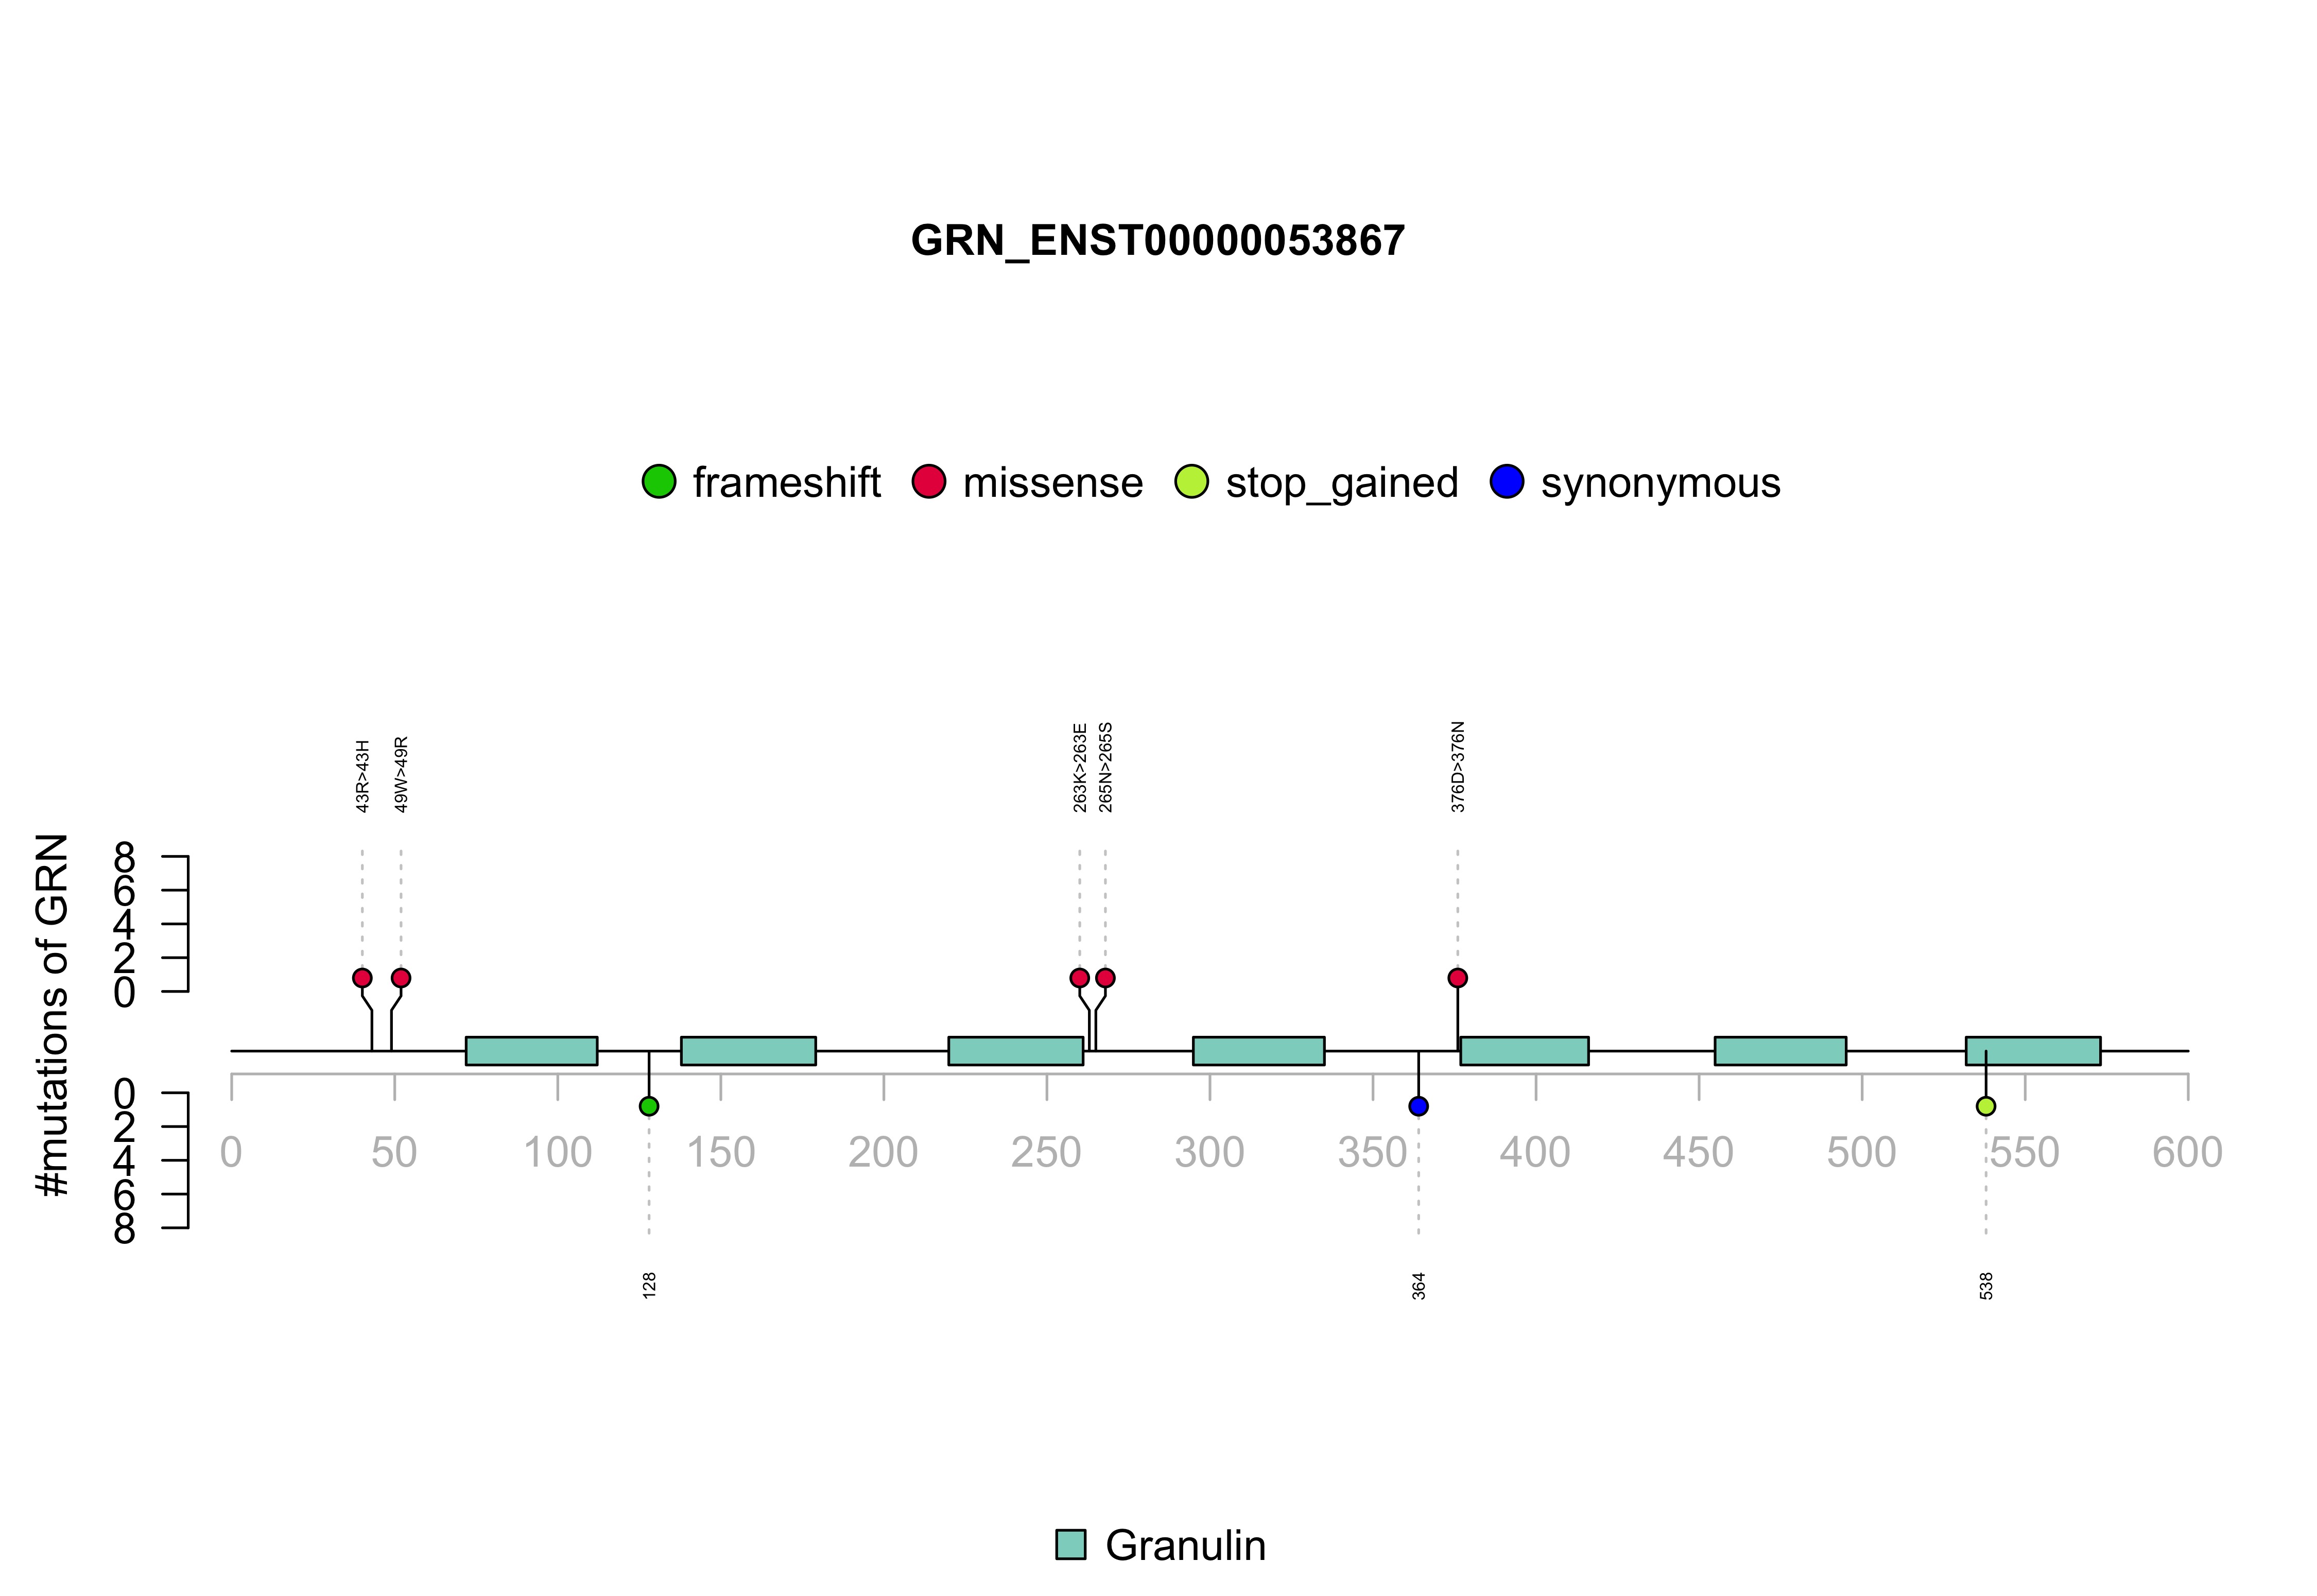 GRN_ENST00000053867
frameshift missense stop_gained synonymous
43R>43H
49W>49R
263K>263E
265N>265S
376D>376N
#mutations of GRN
8
6
4
2
0
0
2
4
6
8
0 50 100 150 200 250 300 350 400 450 500 550 600
128
364
538
Granulin